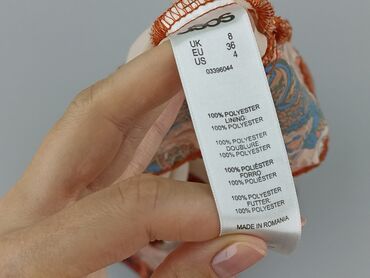 asos
UK 8
EU 36
US 4
03396044
100% POLYESTER
LINING:
100% POLYESTER
100% POLYESTER
DOUBLURE
100% POLYESTER
100% POLIÉSTER
FORRO
100% POLIÉSTER
100% POLYESTER
FUTTER:
100% POLYESTER
MADE IN ROMANIA